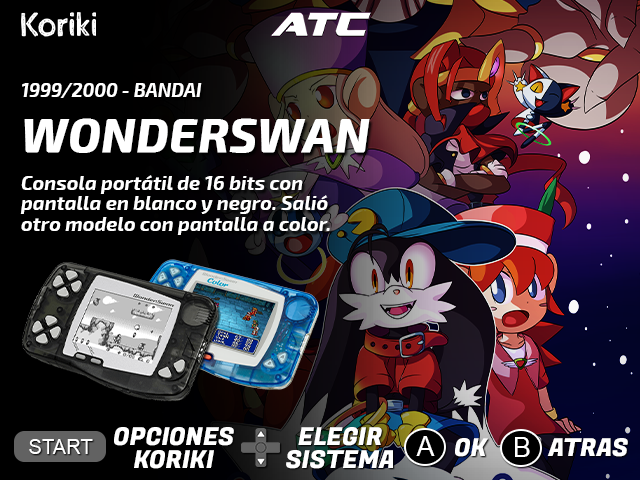 Koriki
ATC
1999/2000 - BANDAI
WONDERSWAN
Consola portátil de 16 bits con
pantalla en blanco y negro. Salió
otro modelo con pantalla a color.
WonderSwan
Color
START
OPCIONES
KORIKI
ELEGIR
SISTEMA
A OK
B ATRAS